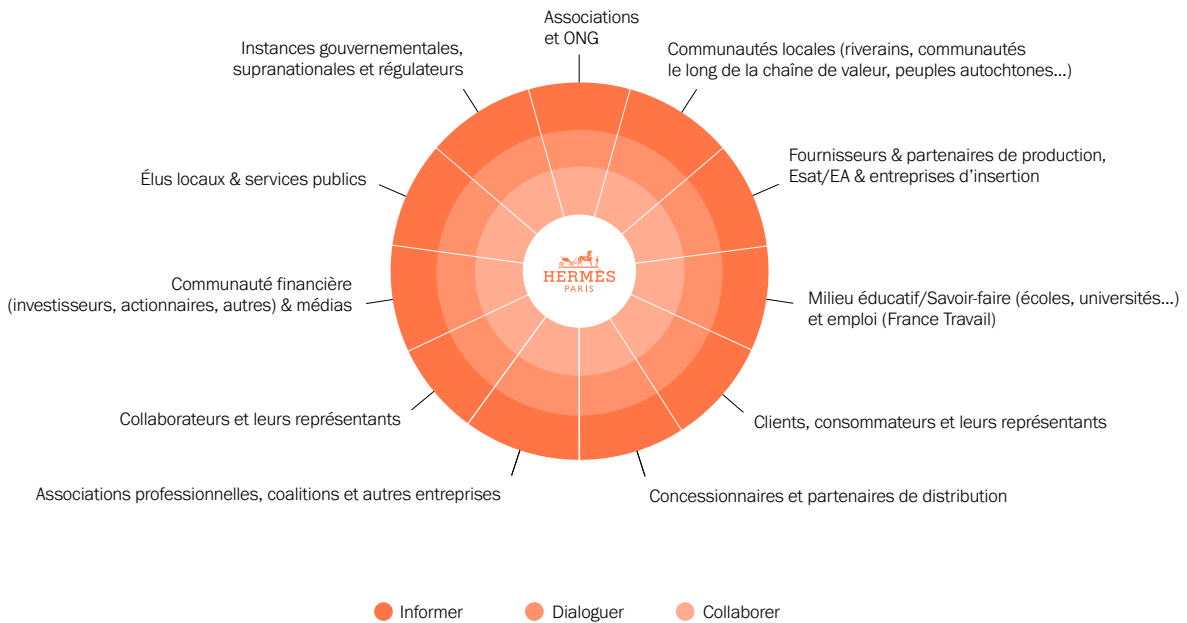 Associations
et ONG
Instances gouvernementales,
supranationales et régulateurs
Communautés locales (riverains, communautés
le long de la chaîne de valeur, peuples autochtones...)
Fournisseurs & partenaires de production,
Esat/EA & entreprises d’insertion
Élus locaux & services publics
Communauté financière
(investisseurs, actionnaires, autres) & médias
HERMÈS
PARIS
Milieu éducatif/Savoir-faire (écoles, universités...)
et emploi (France Travail)
Collaborateurs et leurs représentants
Clients, consommateurs et leurs représentants
Associations professionnelles, coalitions et autres entreprises
Concessionnaires et partenaires de distribution
Informer
Dialoguer
Collaborer